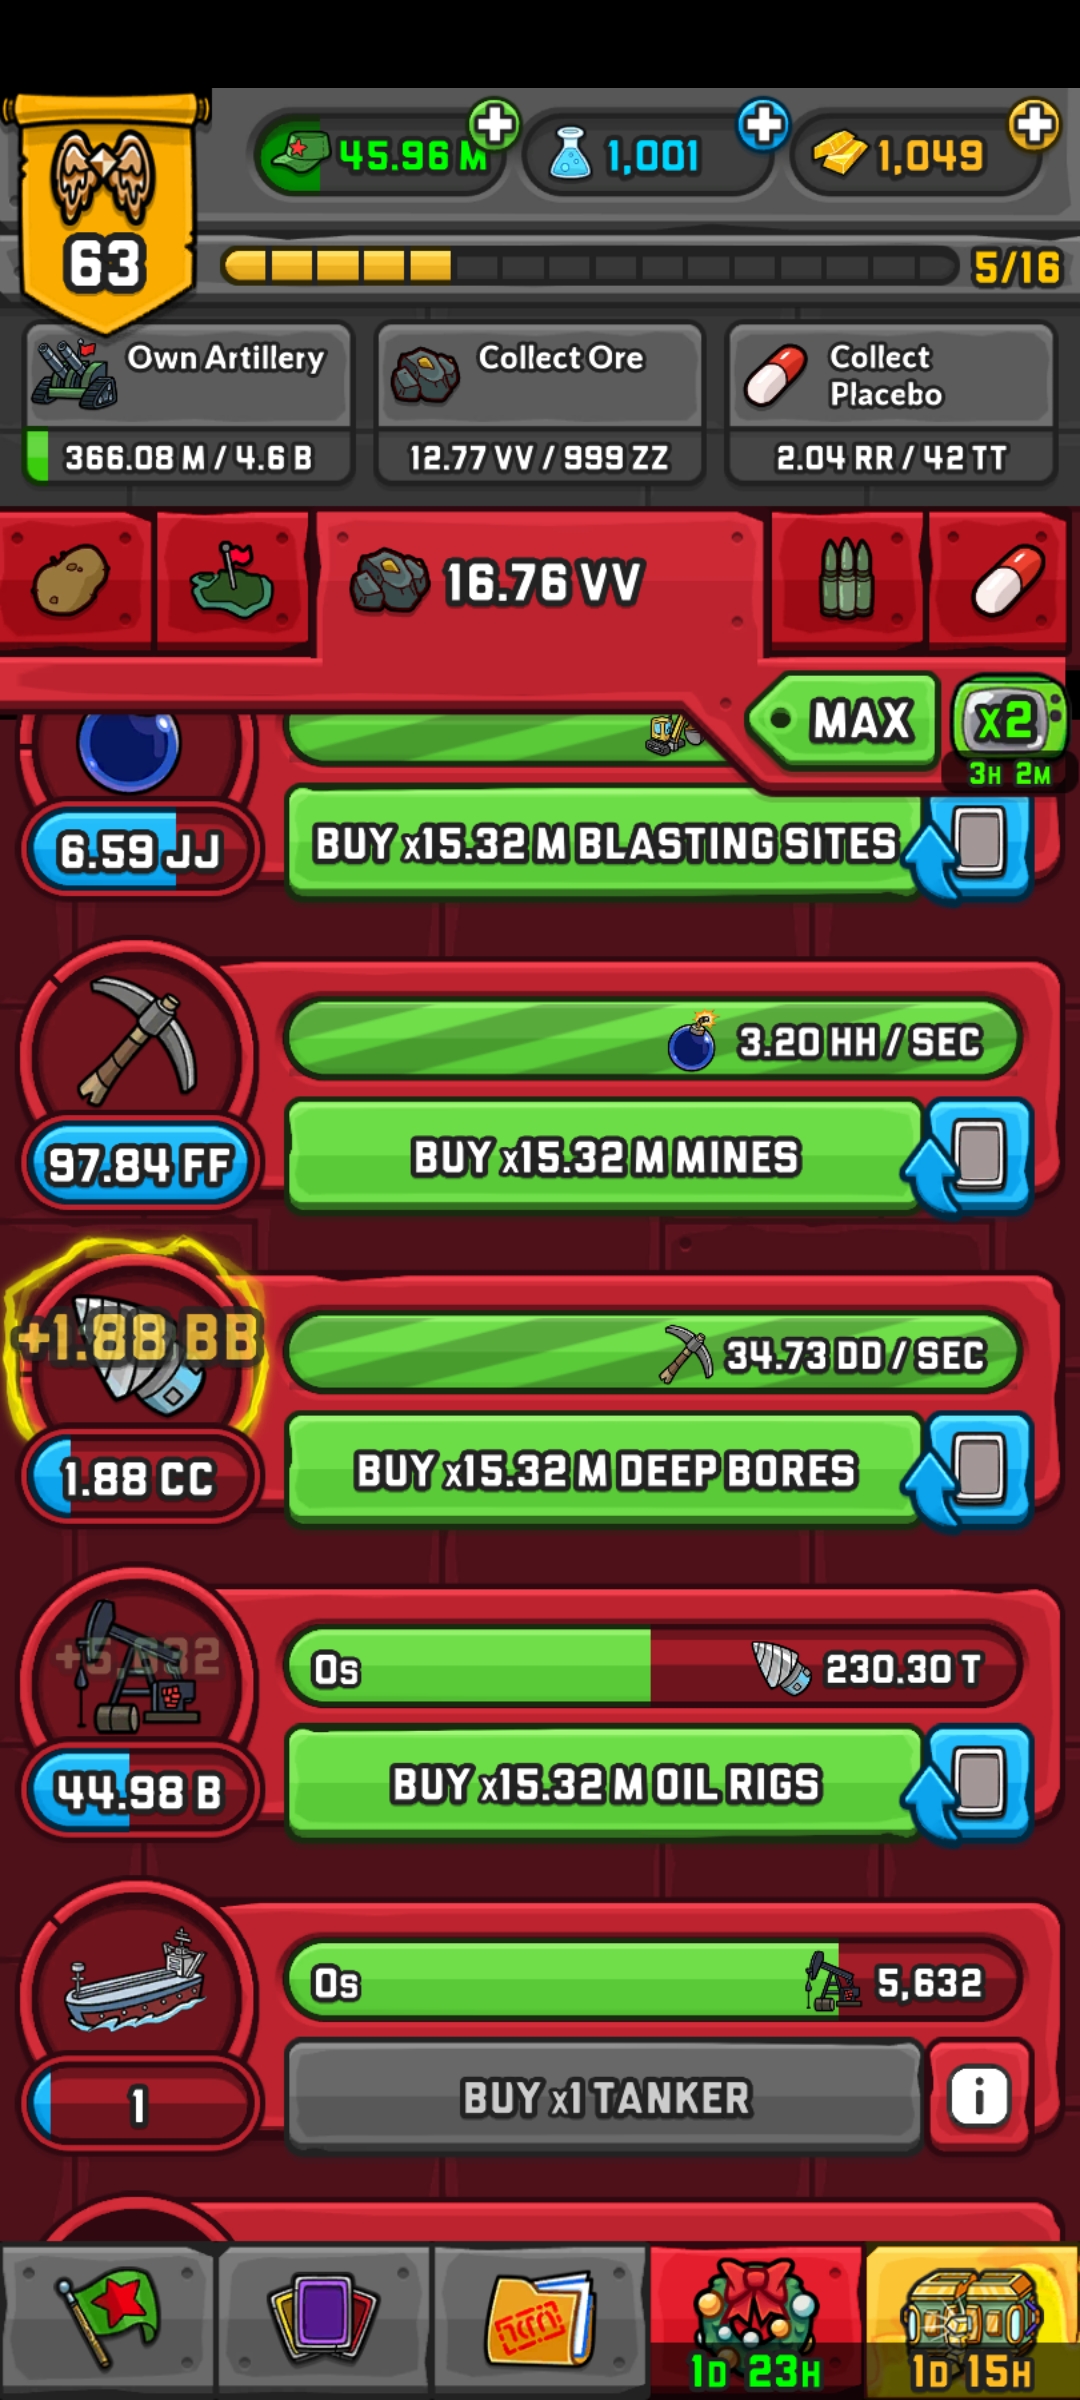 45.96 M
1,001
1,049
63
5/16
Own Artillery
366.08 M / 4.6 B
Collect Ore
12.77 VV / 999 ZZ
Collect
Placebo
2.04 RR / 42 TT
16.76 VV
MAX
x2
3H 2M
6.59 JJ
BUY x15.32 M BLASTING SITES
3.20 HH / SEC
97.84 FF
BUY x15.32 M MINES
+1.88 BB
34.73 DD / SEC
1.88 CC
BUY x15.32 M DEEP BORES
+5,632
0s
230.30 T
44.98 B
BUY x15.32 M OIL RIGS
0s
5,632
1
BUY x1 TANKER
i
1D 23H
1D 15H